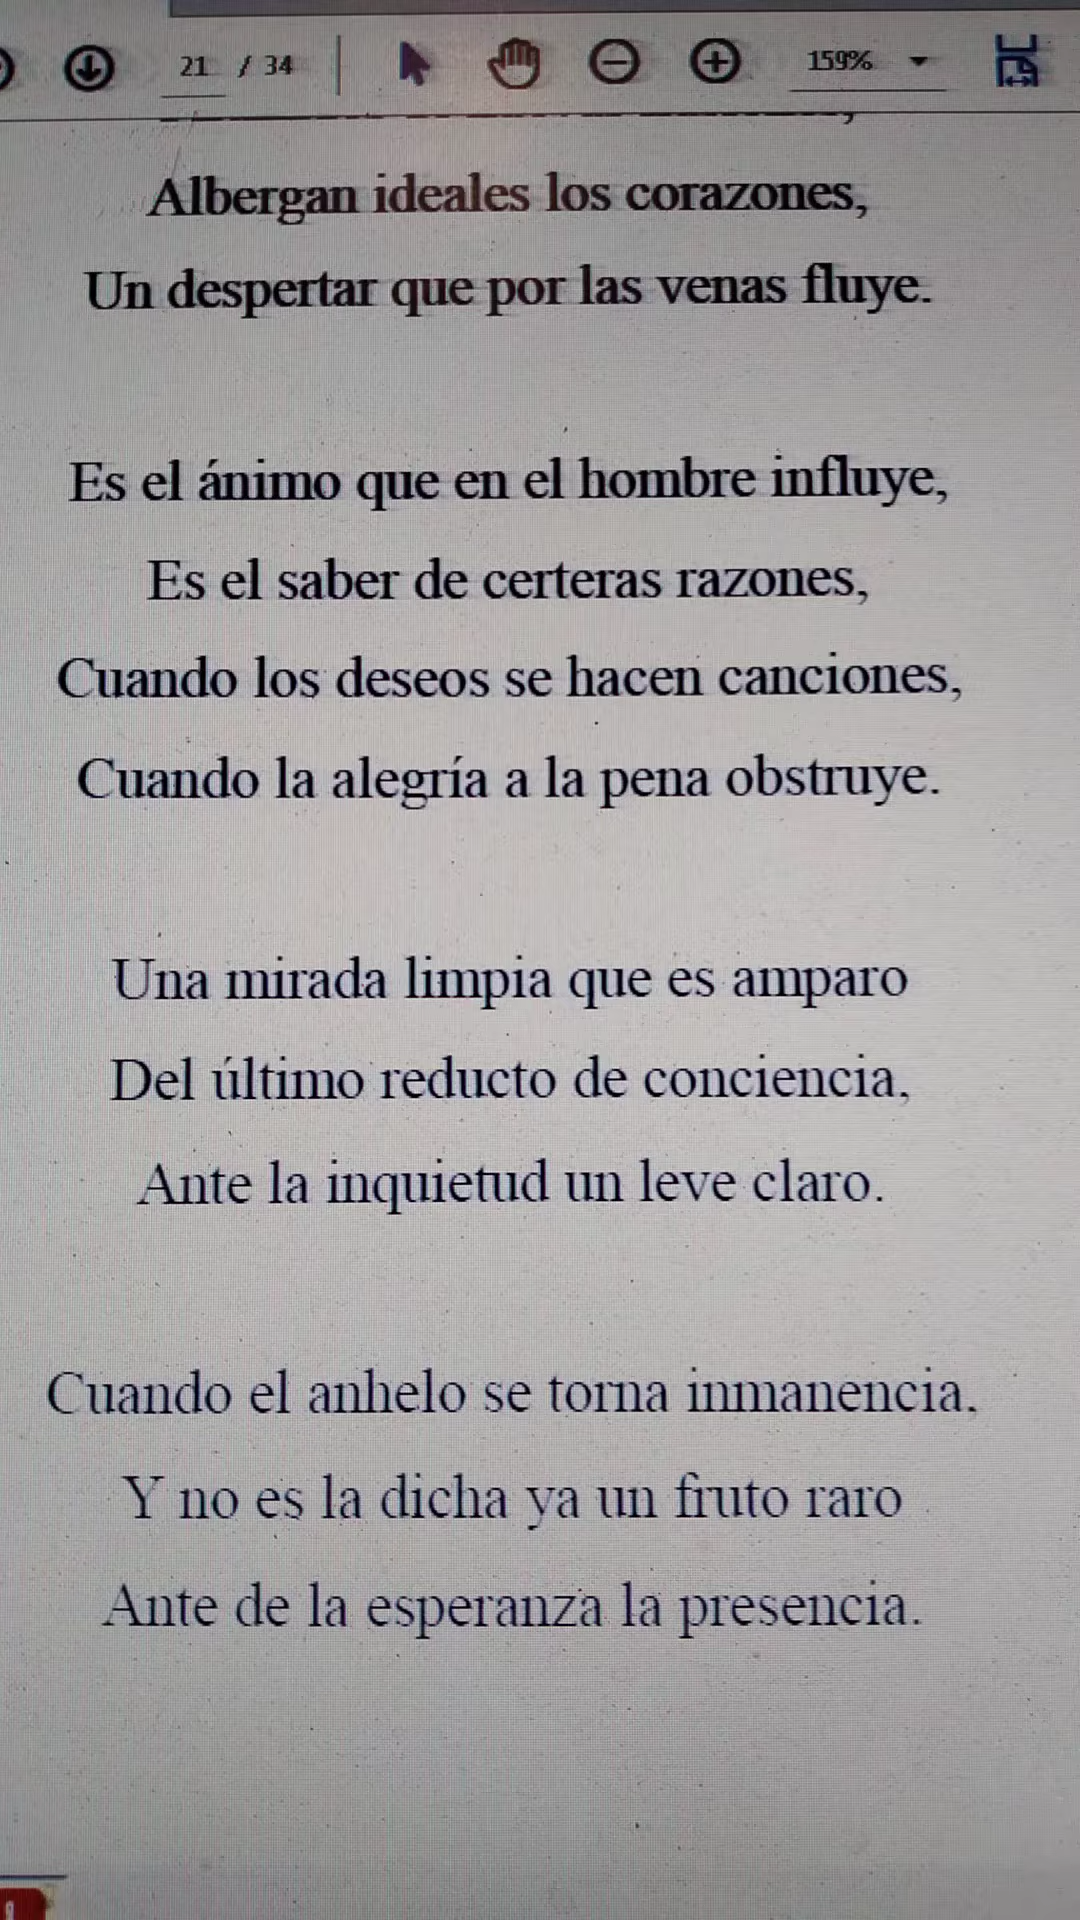 21 / 34
159%
Albergan ideales los corazones,
Un despertar que por las venas fluye.
Es el ánimo que en el hombre influye,
Es el saber de certeras razones,
Cuando los deseos se hacen canciones,
Cuando la alegría a la pena obstruye.
Una mirada limpia que es amparo
Del último reducto de conciencia,
Ante la inquietud un leve claro.
Cuando el anhelo se torna inmanencia,
Y no es la dicha ya un fruto raro
Ante de la esperanza la presencia.